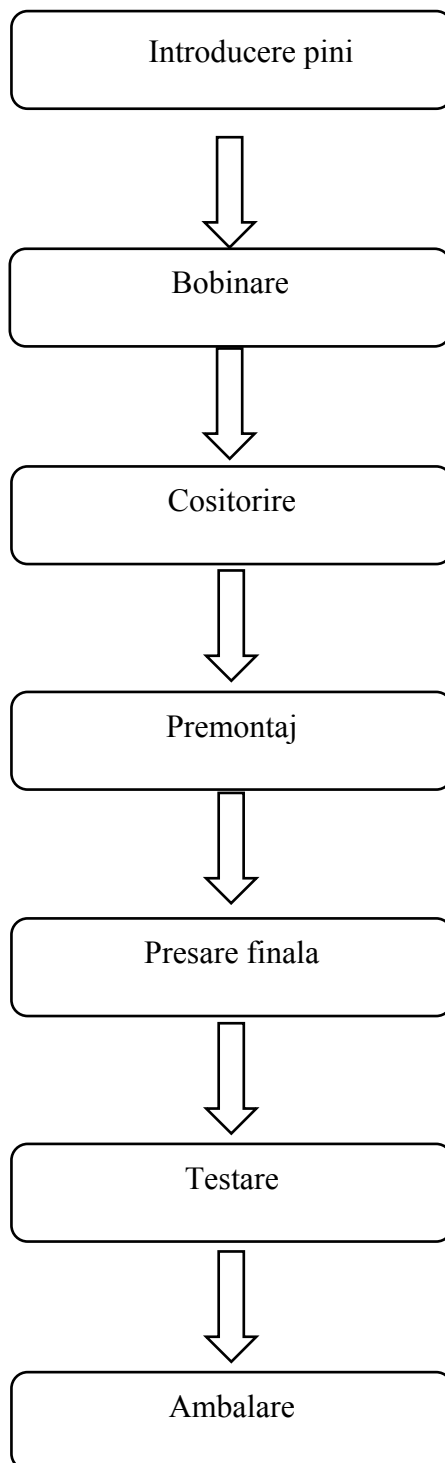 Introducere pini
Bobinare
Cositorire
Premontaj
Presare finala
Testare
Ambalare